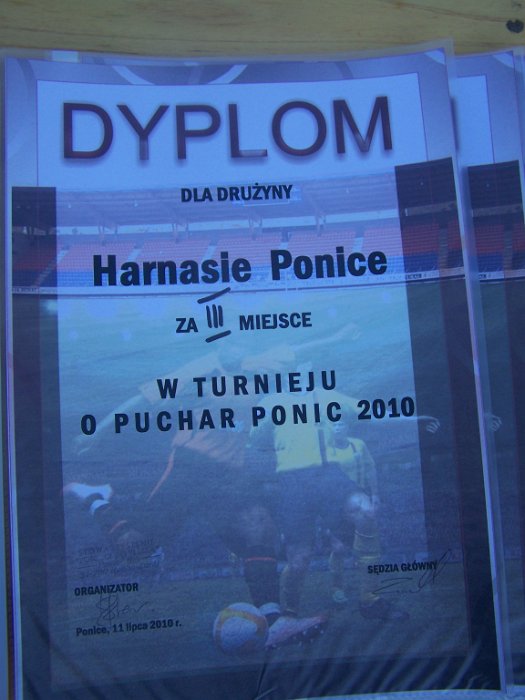 DYPLOM
DLA DRUŻYNY
Harnasie Ponice
ZA III MIEJSCE
W TURNIEJU
O PUCHAR PONIC 2010
SĘDZIA GŁÓWNY
ORGANIZATOR
Ponice, 11 lipca 2010 r.